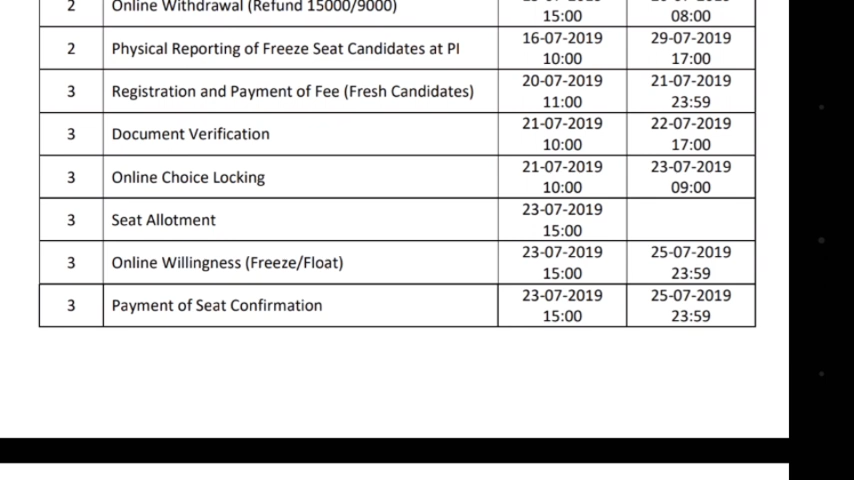 2 Online Withdrawal (Refund 15000/9000)
15:00 08:00
2 Physical Reporting of Freeze Seat Candidates at PI 16-07-2019 10:00 29-07-2019 17:00
3 Registration and Payment of Fee (Fresh Candidates) 20-07-2019 11:00 21-07-2019 23:59
3 Document Verification 21-07-2019 10:00 22-07-2019 17:00
3 Online Choice Locking 21-07-2019 10:00 23-07-2019 09:00
3 Seat Allotment 23-07-2019 15:00
3 Online Willingness (Freeze/Float) 23-07-2019 15:00 25-07-2019 23:59
3 Payment of Seat Confirmation 23-07-2019 15:00 25-07-2019 23:59